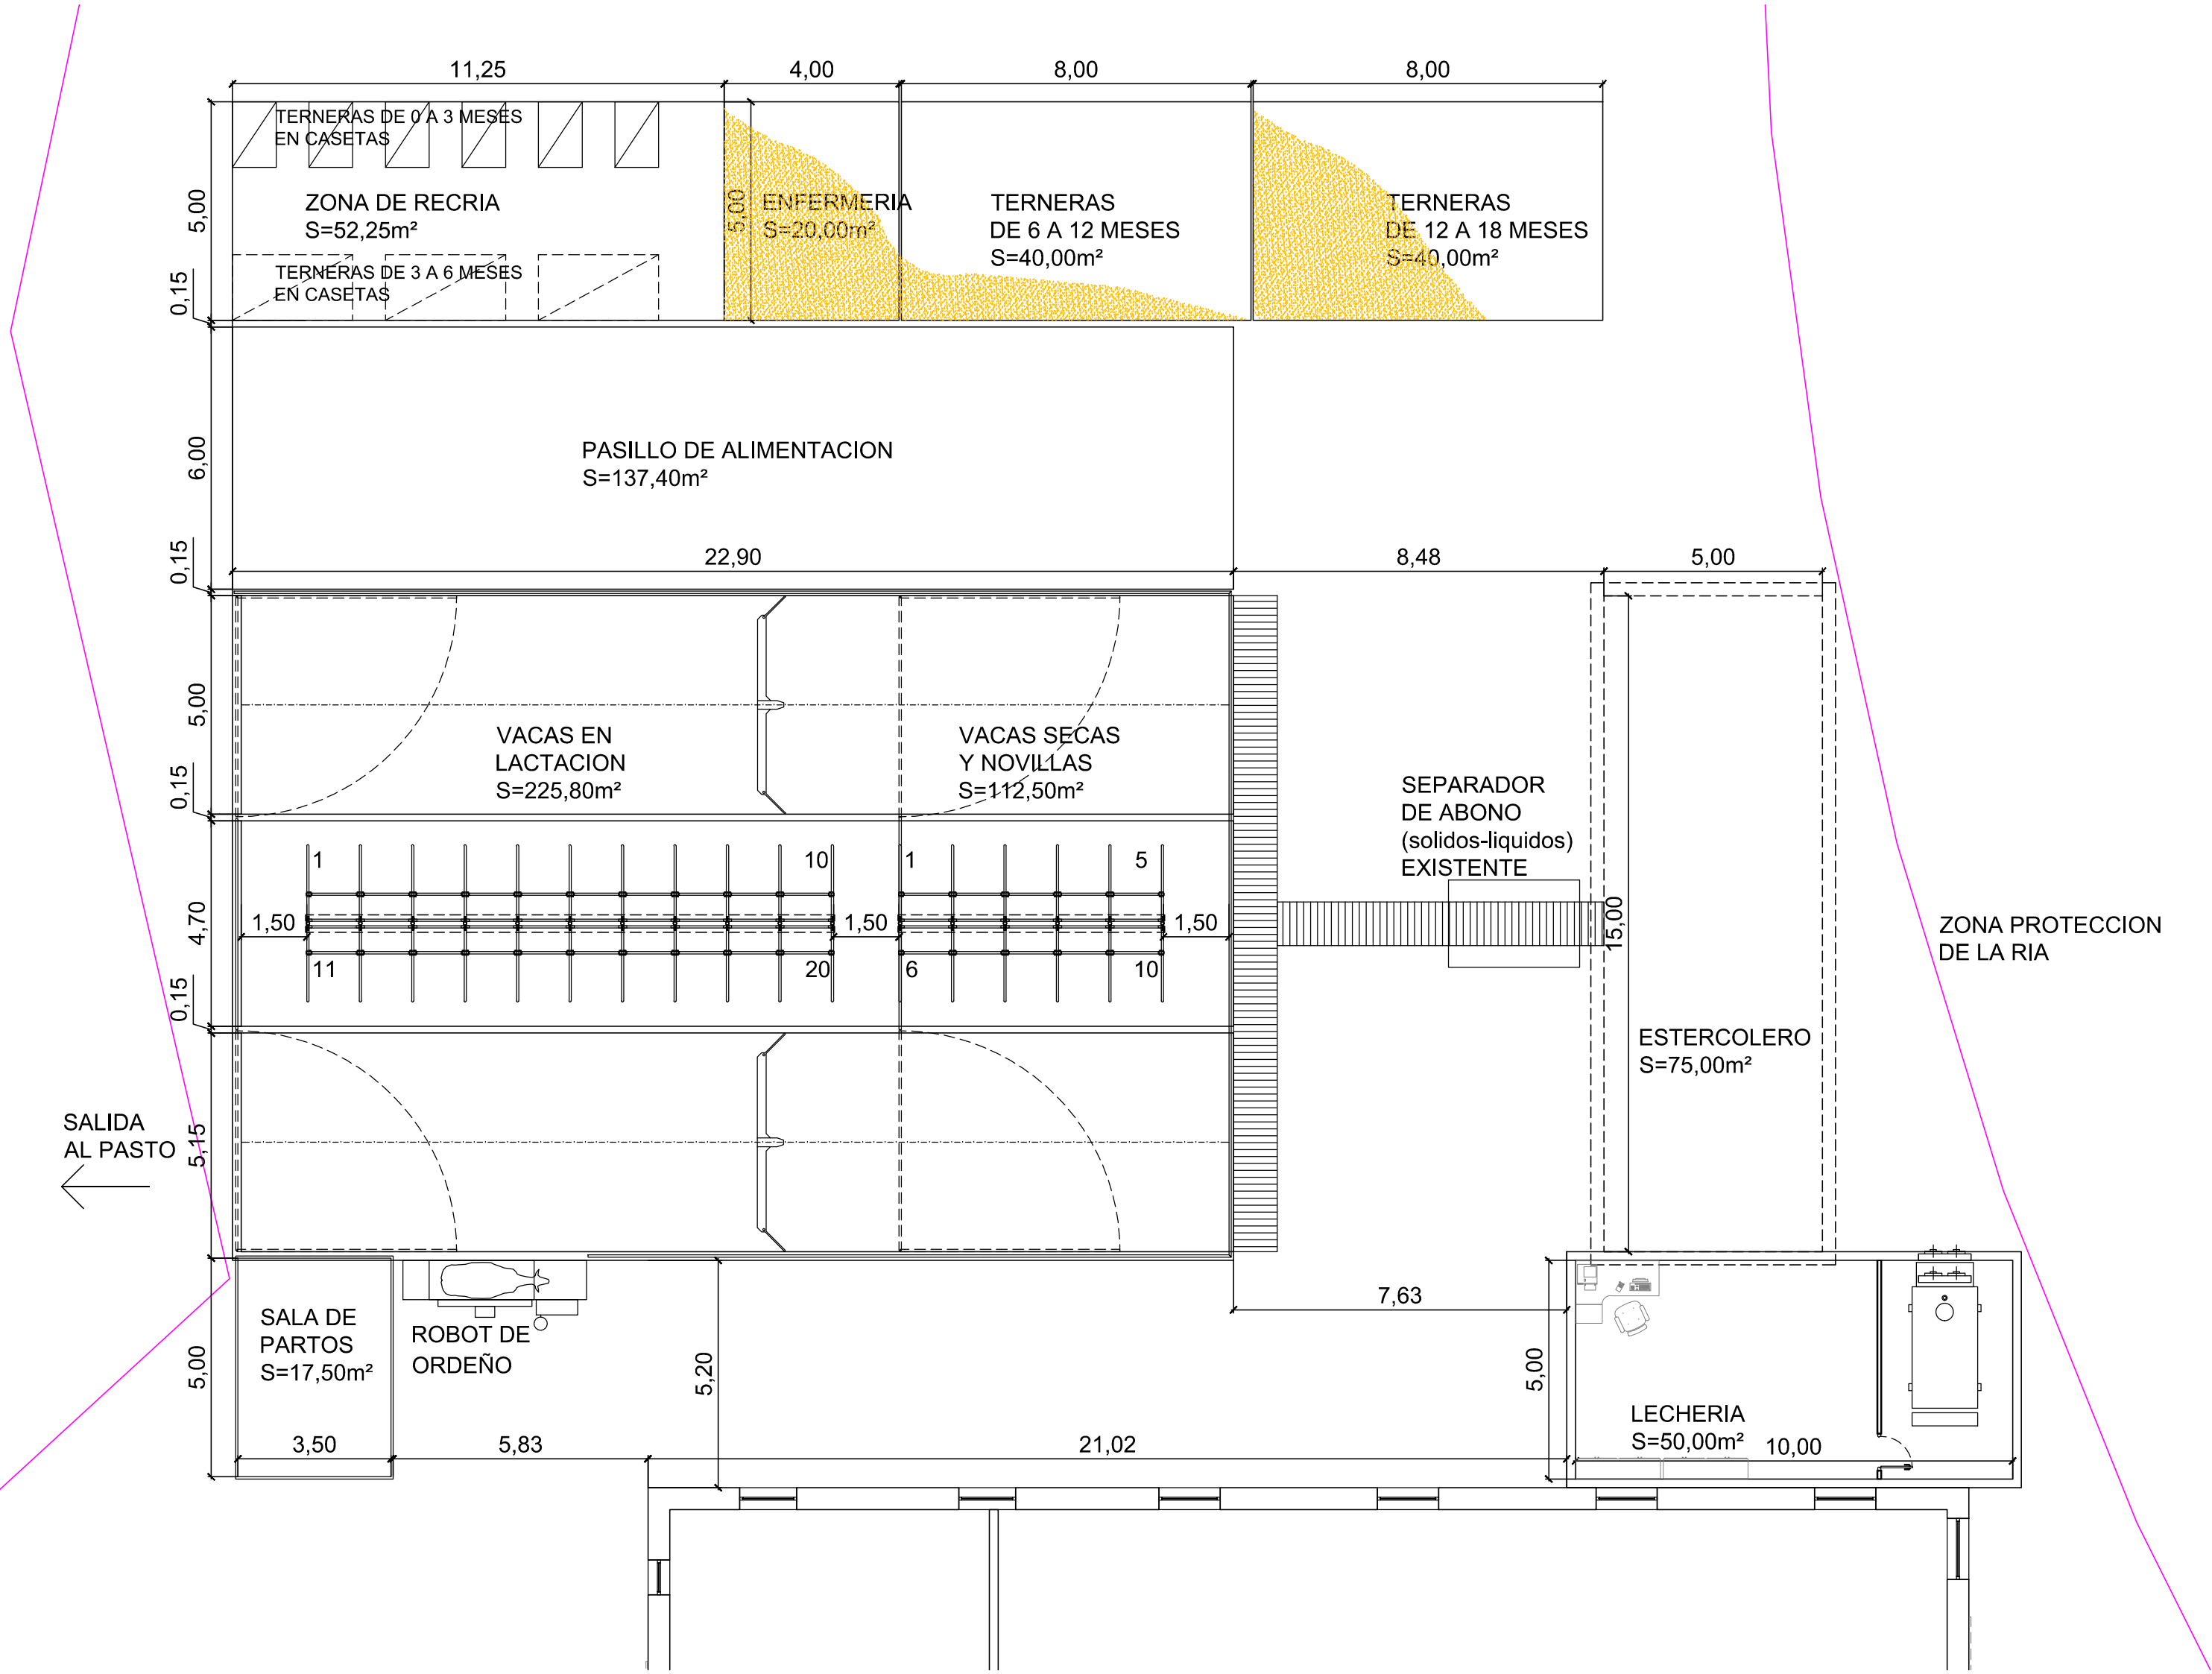 11,25
4,00
8,00
8,00
TERNERAS DE 0 A 3 MESES
EN CASETAS
5,00
ZONA DE RECRIA
S=52,25m²
5,00
ENFERMERIA
S=20,00m²
TERNERAS
DE 6 A 12 MESES
S=40,00m²
TERNERAS
DE 12 A 18 MESES
S=40,00m²
TERNERAS DE 3 A 6 MESES
EN CASETAS
0,15
6,00
PASILLO DE ALIMENTACION
S=137,40m²
0,15
22,90
8,48
5,00
5,00
VACAS EN
LACTACION
S=225,80m²
VACAS SECAS
Y NOVILLAS
S=112,50m²
0,15
SEPARADOR
DE ABONO
(solidos-liquidos)
EXISTENTE
1
10
1
5
4,70
1,50
1,50
1,50
15,00
11
20
6
10
ZONA PROTECCION
DE LA RIA
0,15
ESTERCOLERO
S=75,00m²
SALIDA
AL PASTO
5,15
7,63
SALA DE
PARTOS
S=17,50m²
ROBOT DE
ORDEÑO
5,00
5,20
5,00
LECHERIA
S=50,00m²
10,00
3,50
5,83
21,02